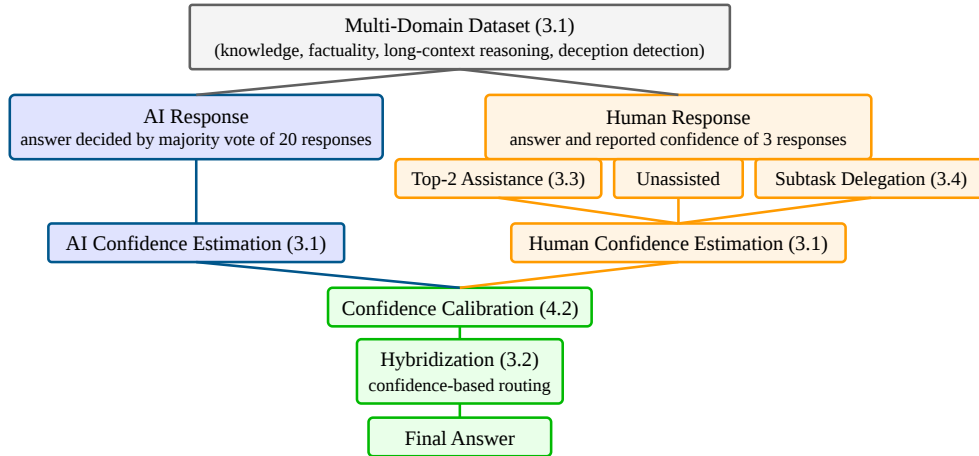 Multi-Domain Dataset (3.1)
(knowledge, factuality, long-context reasoning, deception detection)
AI Response
answer decided by majority vote of 20 responses
Human Response
answer and reported confidence of 3 responses
Top-2 Assistance (3.3)
Unassisted
Subtask Delegation (3.4)
AI Confidence Estimation (3.1)
Human Confidence Estimation (3.1)
Confidence Calibration (4.2)
Hybridization (3.2)
confidence-based routing
Final Answer